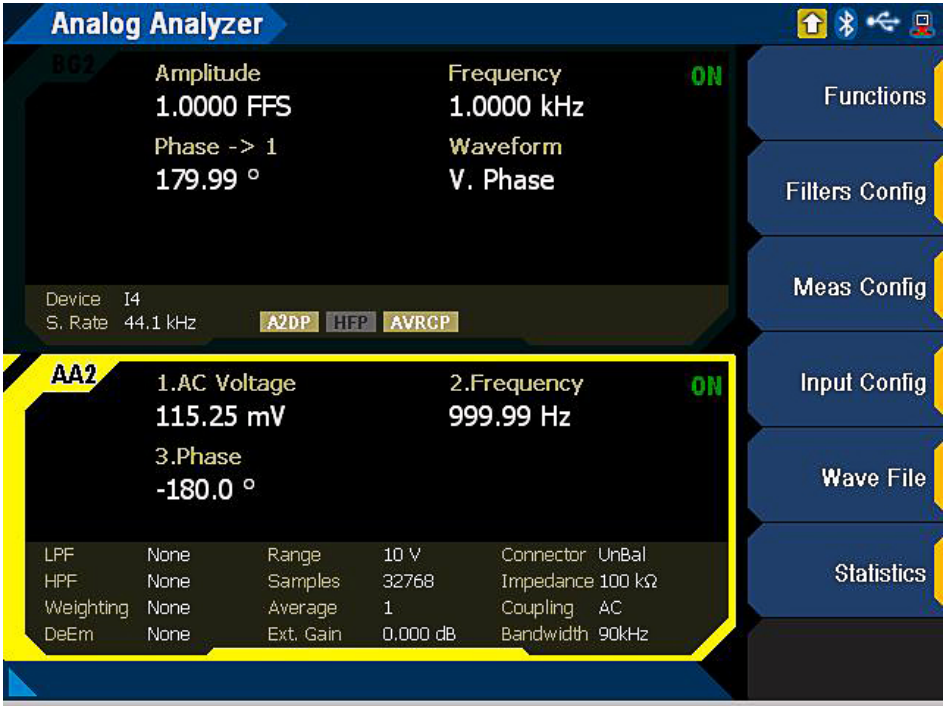 Analog Analyzer
BG2
Amplitude Frequency ON
1.0000 FFS 1.0000 kHz
Phase -> 1 Waveform
179.99 ° V. Phase
Device I4
S. Rate 44.1 kHz A2DP HFP AVRCP
AA2
1.AC Voltage 2.Frequency ON
115.25 mV 999.99 Hz
3.Phase
-180.0 °
LPF None Range 10 V Connector UnBal
HPF None Samples 32768 Impedance 100 kΩ
Weighting None Average 1 Coupling AC
DeEm None Ext. Gain 0.000 dB Bandwidth 90kHz
Functions
Filters Config
Meas Config
Input Config
Wave File
Statistics